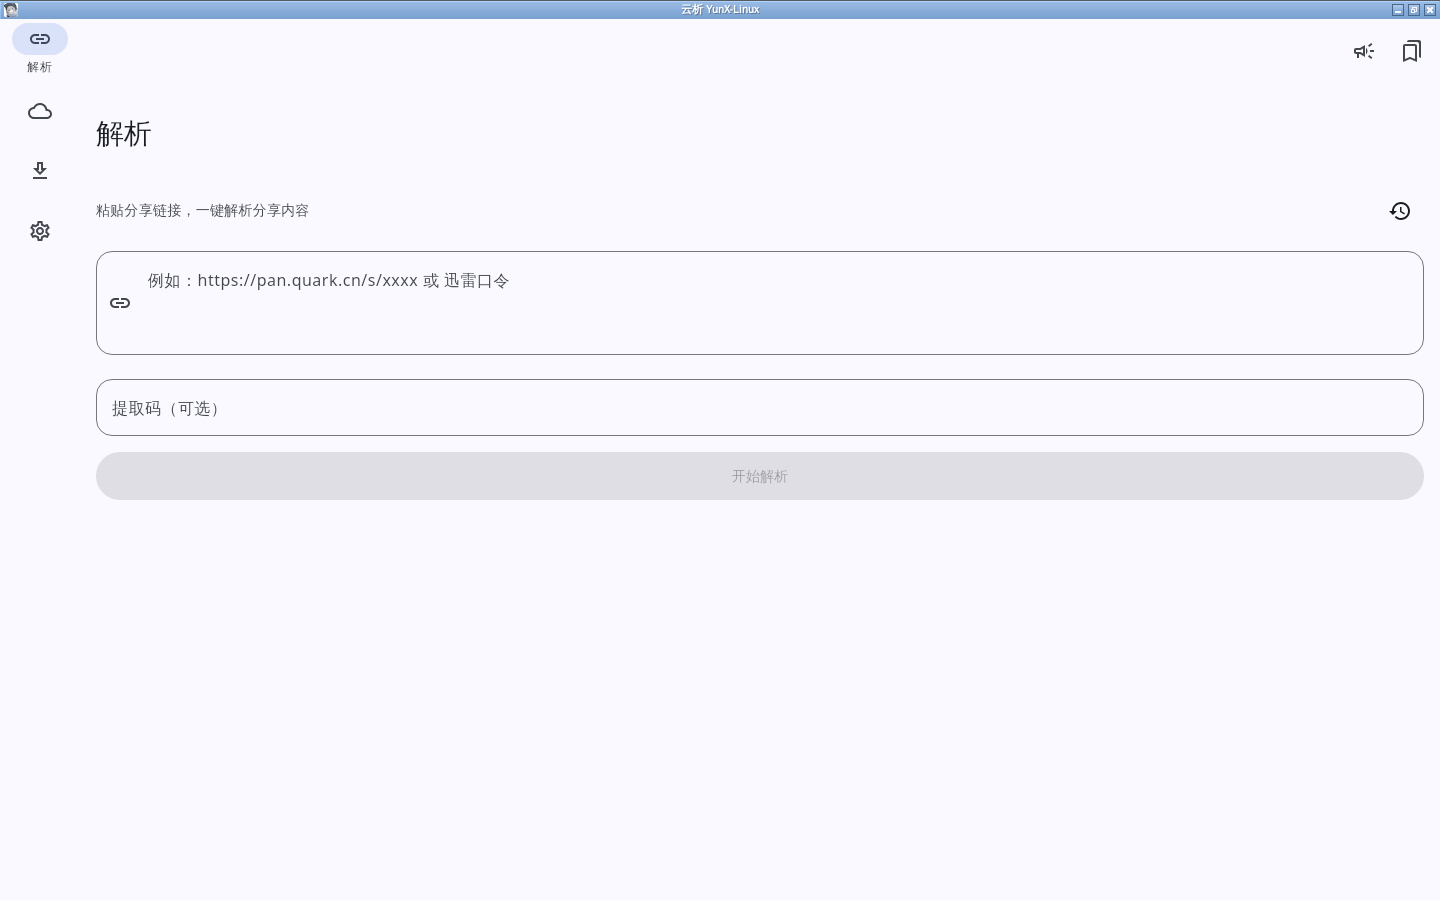 云析 YunX-Linux
解析
解析
粘贴分享链接，一键解析分享内容
例如：https://pan.quark.cn/s/xxxx 或 迅雷口令
提取码（可选）
开始解析